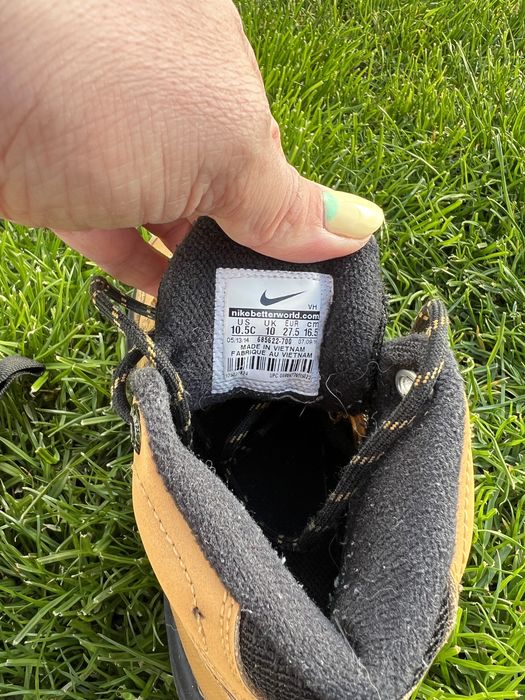 VH
nikebetterworld.com
US UK EUR cm
10.5C 10 27.5 16.5
05/13/14 685622-700
MADE IN VIETNAM
FABRIQUE AU VIETNAM